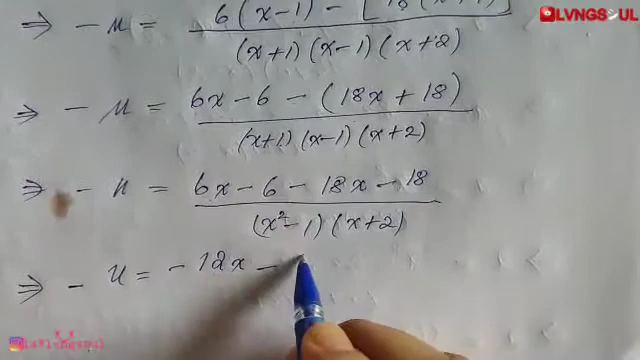 LVNGSOUL
⇒ - x = 6(x-1) - [18(x+1)] / (x+1)(x-1)(x+2)
⇒ - x = 6x - 6 - (18x + 18) / (x+1)(x-1)(x+2)
⇒ - x = 6x - 6 - 18x - 18 / (x²-1)(x+2)
⇒ - x = - 12x -